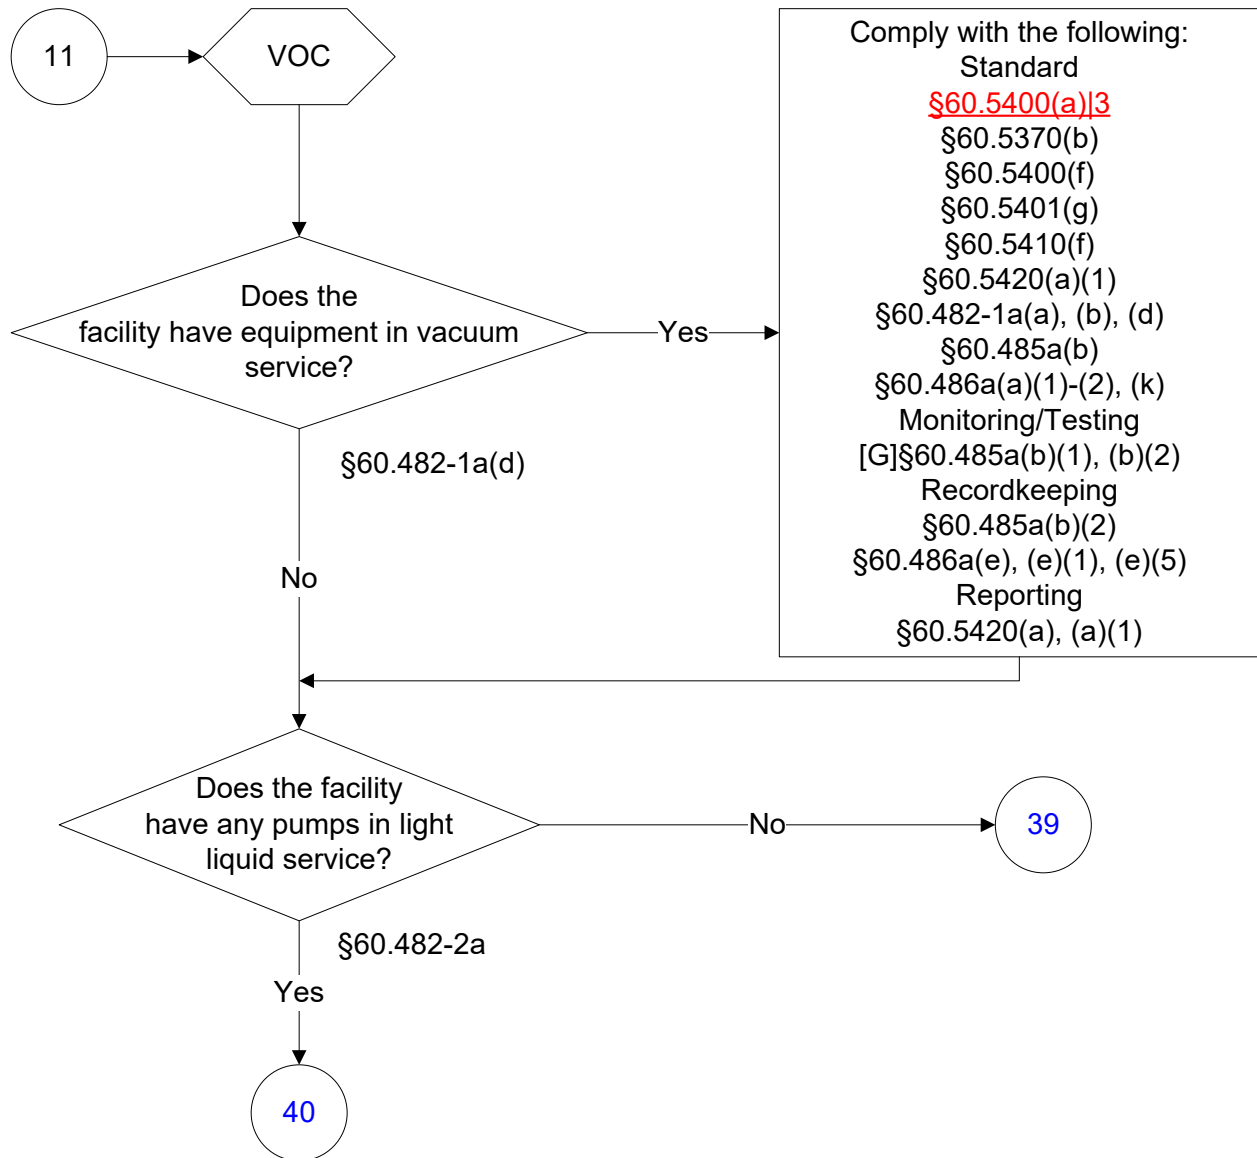 11
VOC
Comply with the following:
Standard
§60.5400(a)|3
§60.5370(b)
§60.5400(f)
§60.5401(g)
§60.5410(f)
§60.5420(a)(1)
§60.482-1a(a), (b), (d)
§60.485a(b)
§60.486a(a)(1)-(2), (k)
Monitoring/Testing
[G]§60.485a(b)(1), (b)(2)
Recordkeeping
§60.485a(b)(2)
§60.486a(e), (e)(1), (e)(5)
Reporting
§60.5420(a), (a)(1)
Does the
facility have equipment in vacuum
service?
Yes
§60.482-1a(d)
No
Does the facility
have any pumps in light
liquid service?
No
39
§60.482-2a
Yes
40